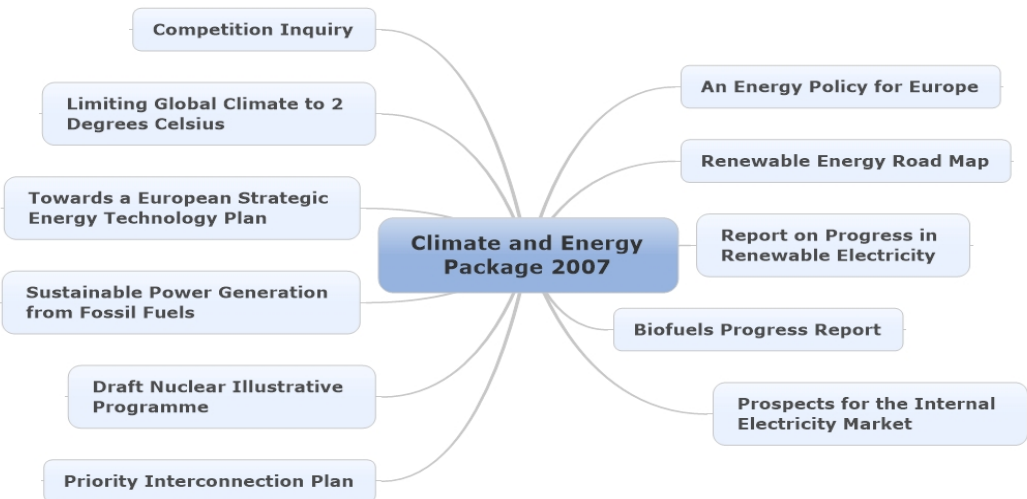 Competition Inquiry
Limiting Global Climate to 2
Degrees Celsius
Towards a European Strategic
Energy Technology Plan
Sustainable Power Generation
from Fossil Fuels
Draft Nuclear Illustrative
Programme
Priority Interconnection Plan
Climate and Energy
Package 2007
An Energy Policy for Europe
Renewable Energy Road Map
Report on Progress in
Renewable Electricity
Biofuels Progress Report
Prospects for the Internal
Electricity Market